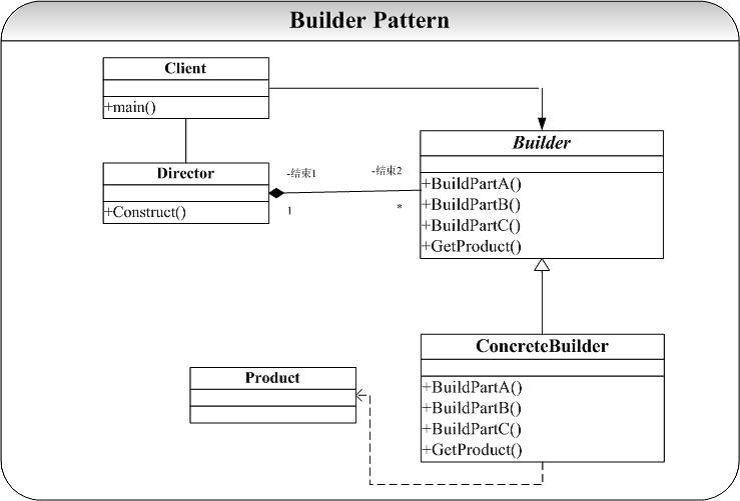 Builder Pattern
Client
+main()
Builder
+BuildPartA()
+BuildPartB()
+BuildPartC()
+GetProduct()
Director
+Construct()
-结束1
-结束2
1
*
ConcreteBuilder
+BuildPartA()
+BuildPartB()
+BuildPartC()
+GetProduct()
Product